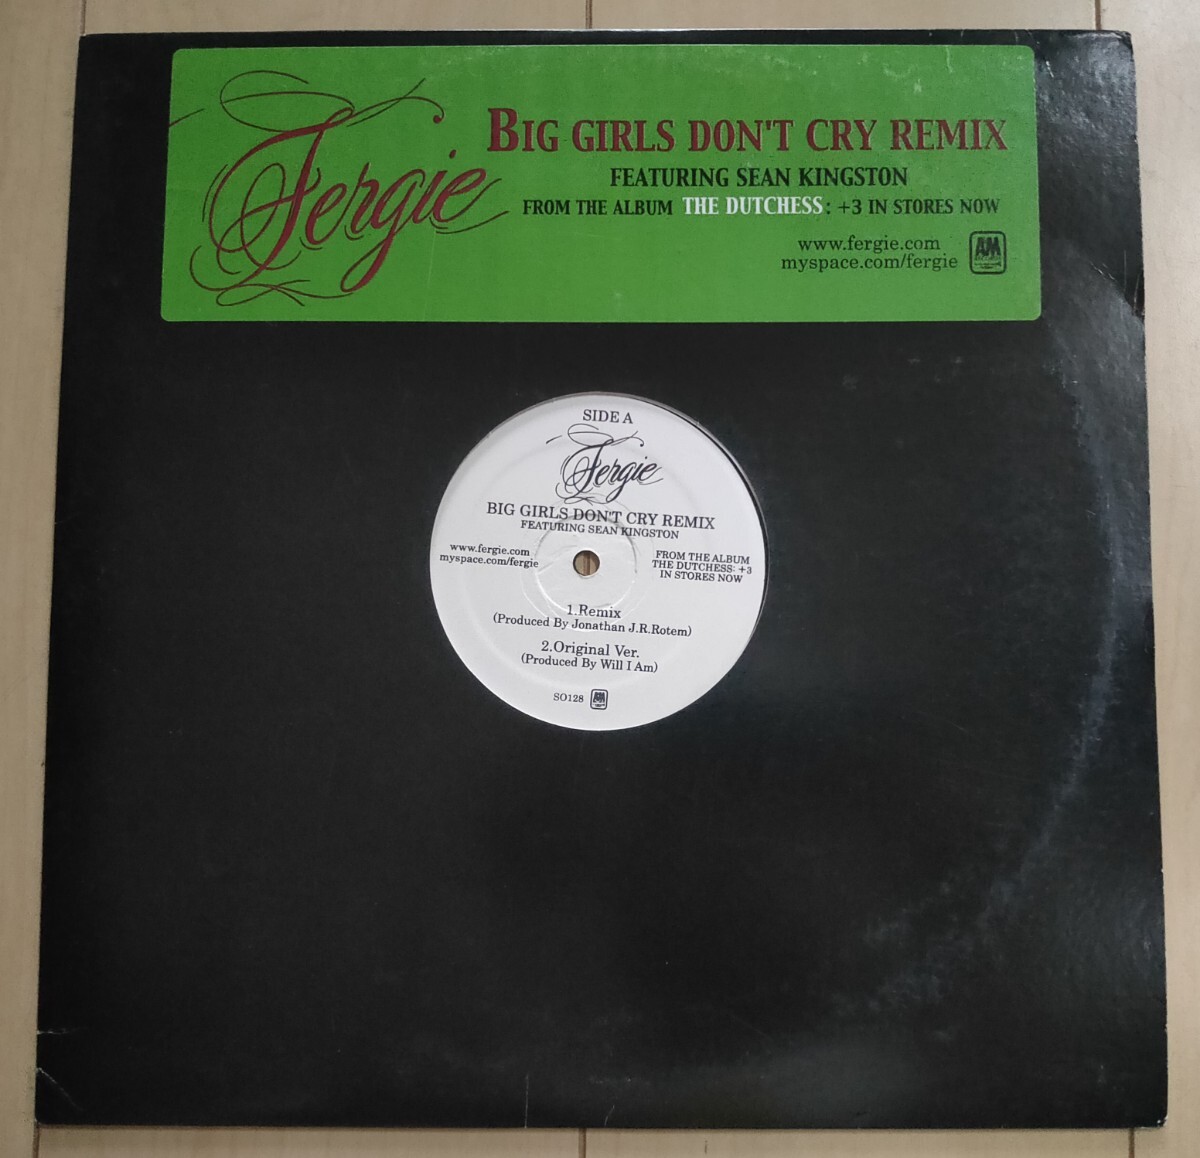 Fergie
BIG GIRLS DON'T CRY REMIX
FEATURING SEAN KINGSTON
FROM THE ALBUM THE DUTCHESS: +3 IN STORES NOW
www.fergie.com
myspace.com/fergie
A&M
SIDE A
Fergie
BIG GIRLS DON'T CRY REMIX
FEATURING SEAN KINGSTON
www.fergie.com
myspace.com/fergie
FROM THE ALBUM
THE DUTCHESS: +3
IN STORES NOW
1.Remix
(Produced By Jonathan J.R.Rotem)
2.Original Ver.
(Produced By Will I Am)
SO128
A&M